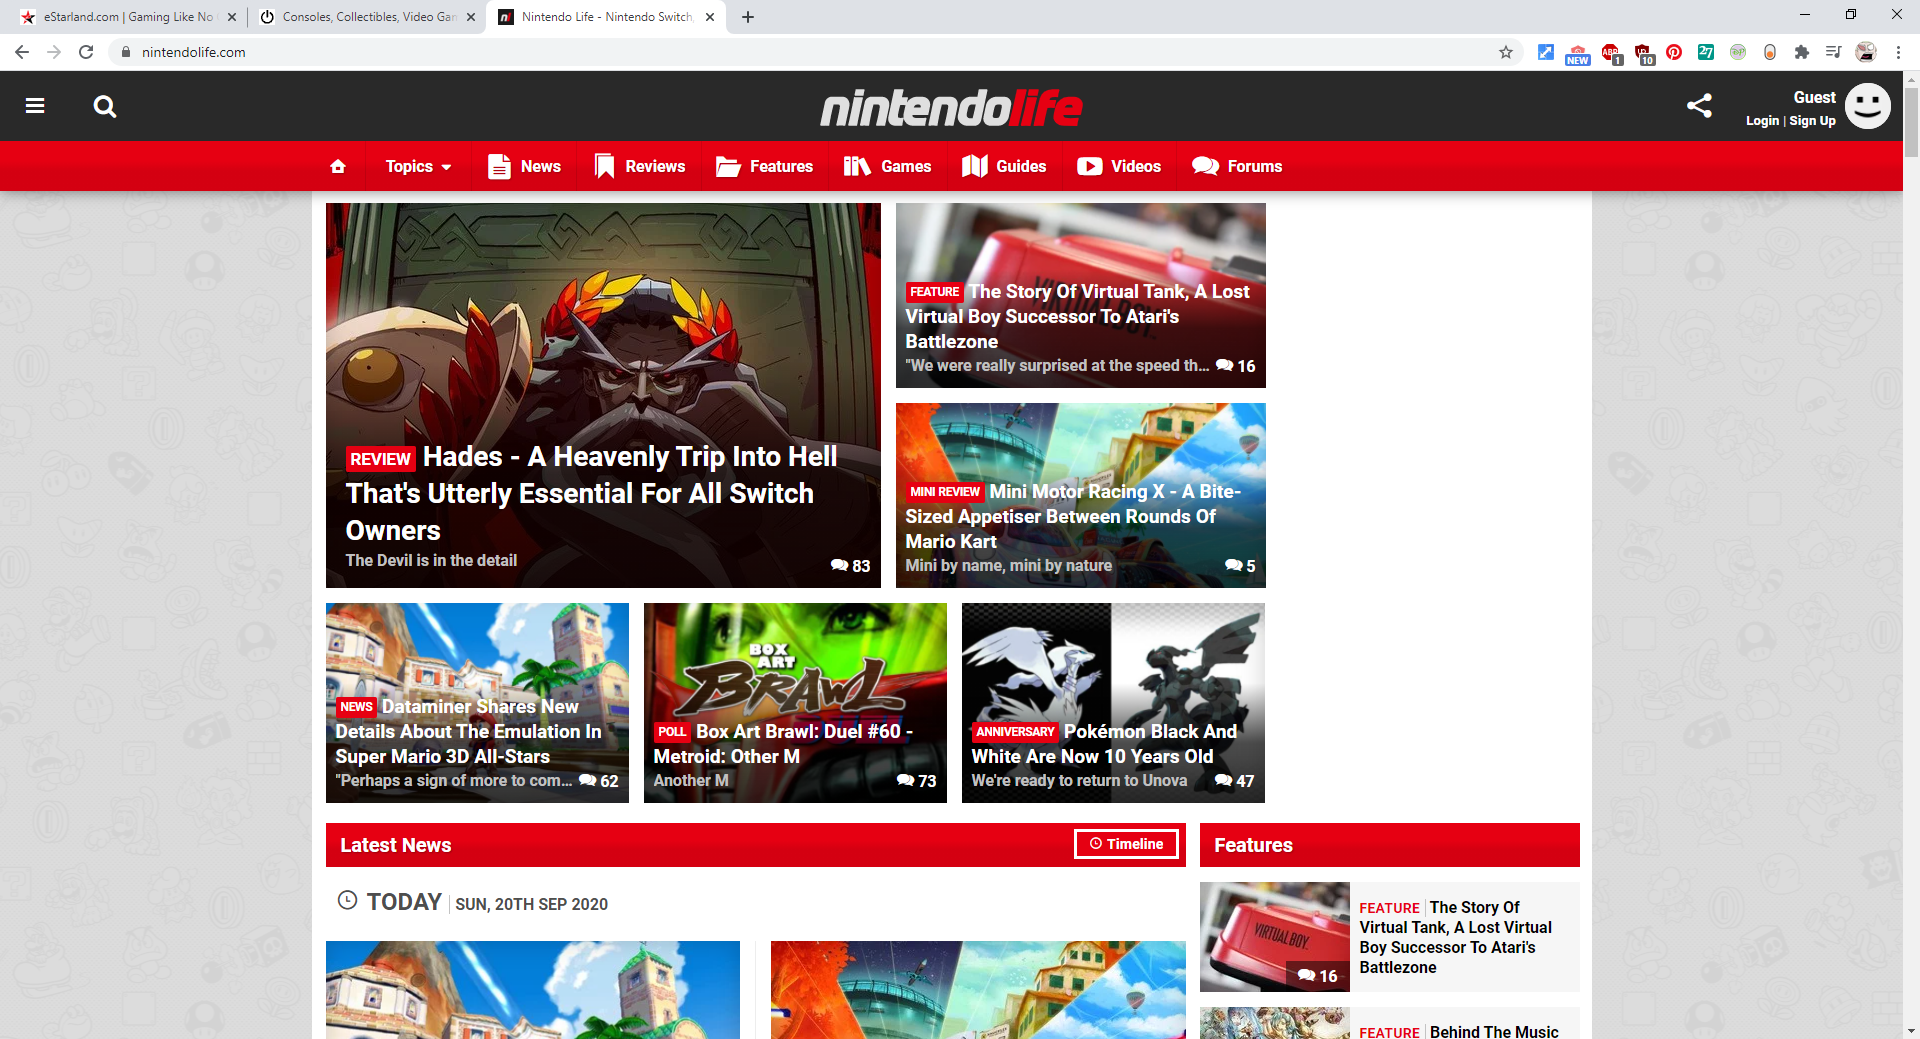 eStarland.com | Gaming Like No
Consoles, Collectibles, Video Gam
Nintendo Life - Nintendo Switch,
nintendolife.com
NEW
ABP
1
10
27
nintendolife
Guest
Login | Sign Up
Topics
News
Reviews
Features
Games
Guides
Videos
Forums
REVIEW Hades - A Heavenly Trip Into Hell
That's Utterly Essential For All Switch
Owners
The Devil is in the detail
83
VIRTUAL BOY
FEATURE The Story Of Virtual Tank, A Lost
Virtual Boy Successor To Atari's
Battlezone
"We were really surprised at the speed th...
16
MINI REVIEW Mini Motor Racing X - A Bite-
Sized Appetiser Between Rounds Of
Mario Kart
Mini by name, mini by nature
5
NEWS Dataminer Shares New
Details About The Emulation In
Super Mario 3D All-Stars
"Perhaps a sign of more to com...
62
BOX
ART
BRAWL
POLL Box Art Brawl: Duel #60 -
Metroid: Other M
Another M
73
ANNIVERSARY Pokémon Black And
White Are Now 10 Years Old
We're ready to return to Unova
47
Latest News
Timeline
TODAY | SUN, 20TH SEP 2020
Features
VIRTUAL BOY
16
FEATURE | The Story Of
Virtual Tank, A Lost Virtual
Boy Successor To Atari's
Battlezone
FEATURE | Behind The Music